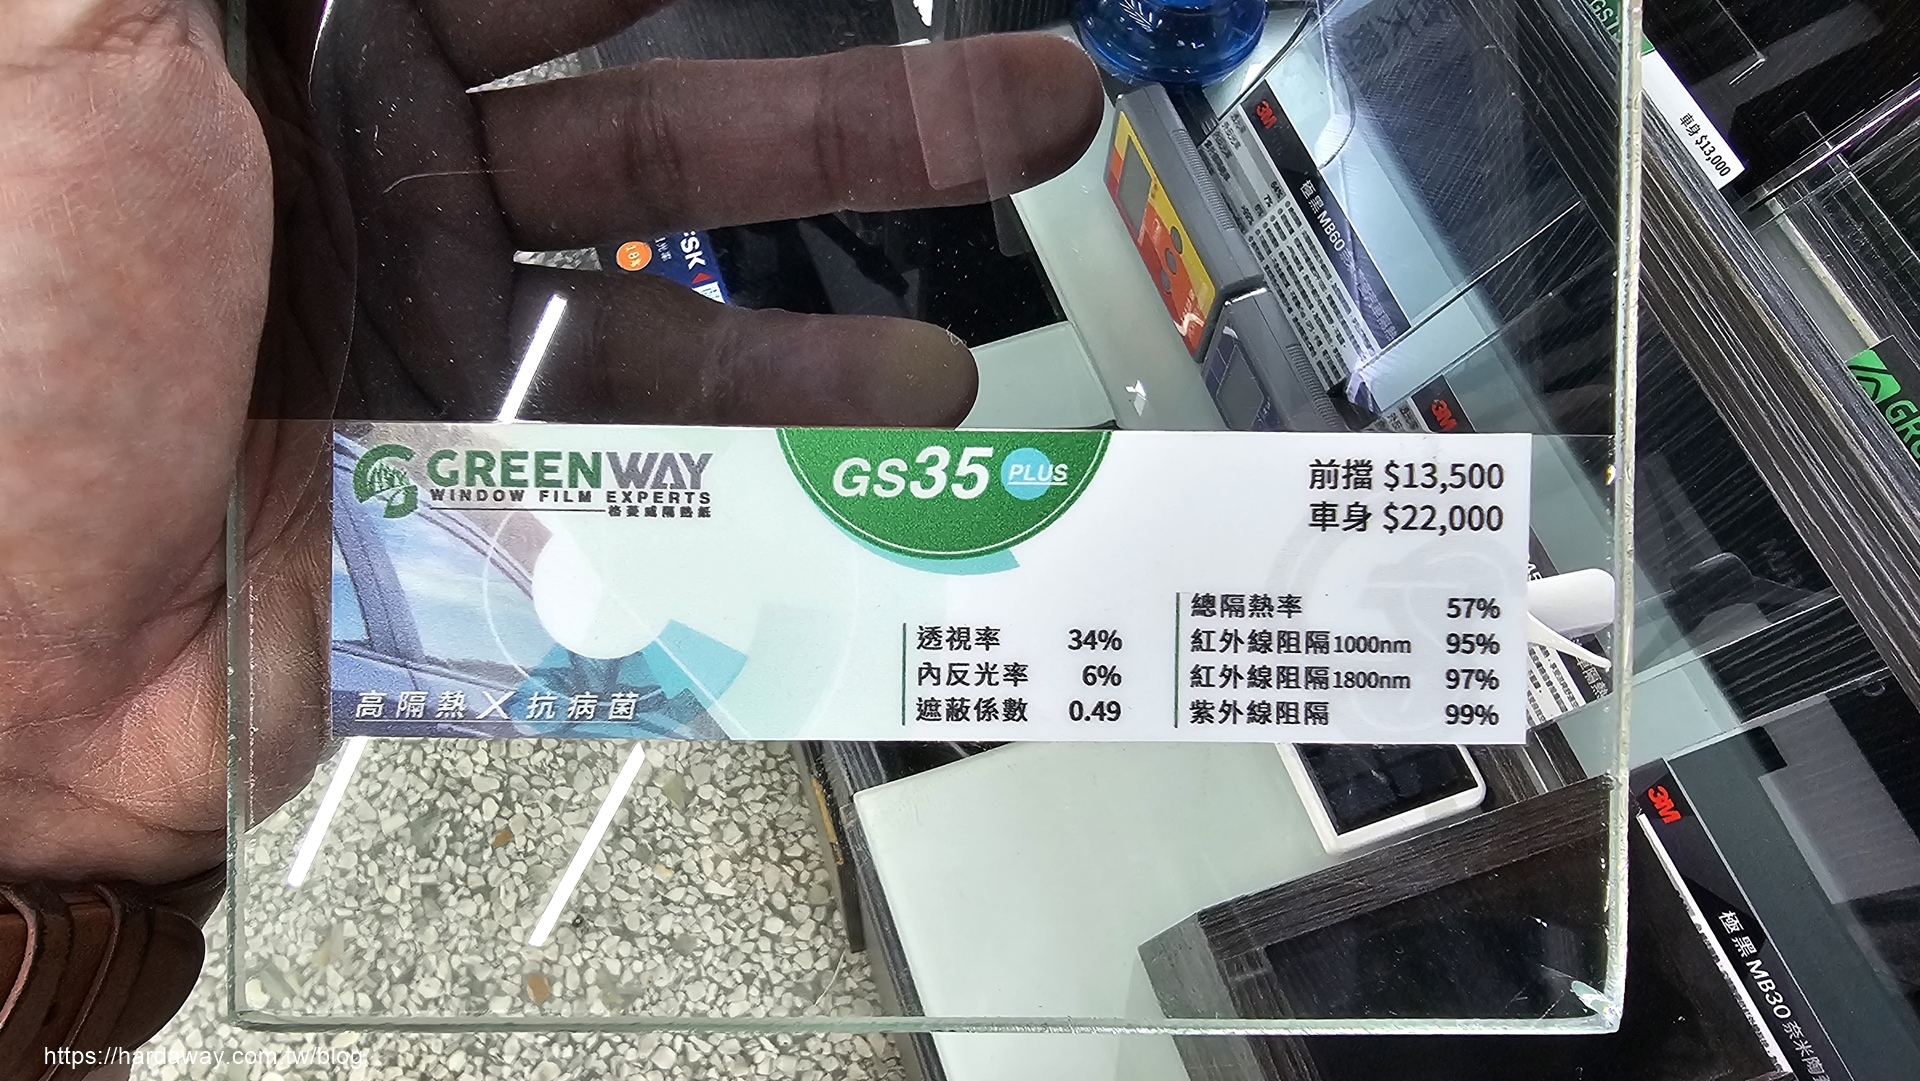 車身 $13,000
3M
極黑 MB60
SK
3M
GREENWAY
WINDOW FILM EXPERTS
格菱威隔熱紙
GS35 PLUS
前擋 $13,500
車身 $22,000
透視率 34%
內反光率 6%
遮蔽係數 0.49
總隔熱率 57%
紅外線阻隔1000nm 95%
紅外線阻隔1800nm 97%
紫外線阻隔 99%
高隔熱 X 抗病菌
3M
極黑 MB30 奈米陶
https://hardaway.com.tw/blog